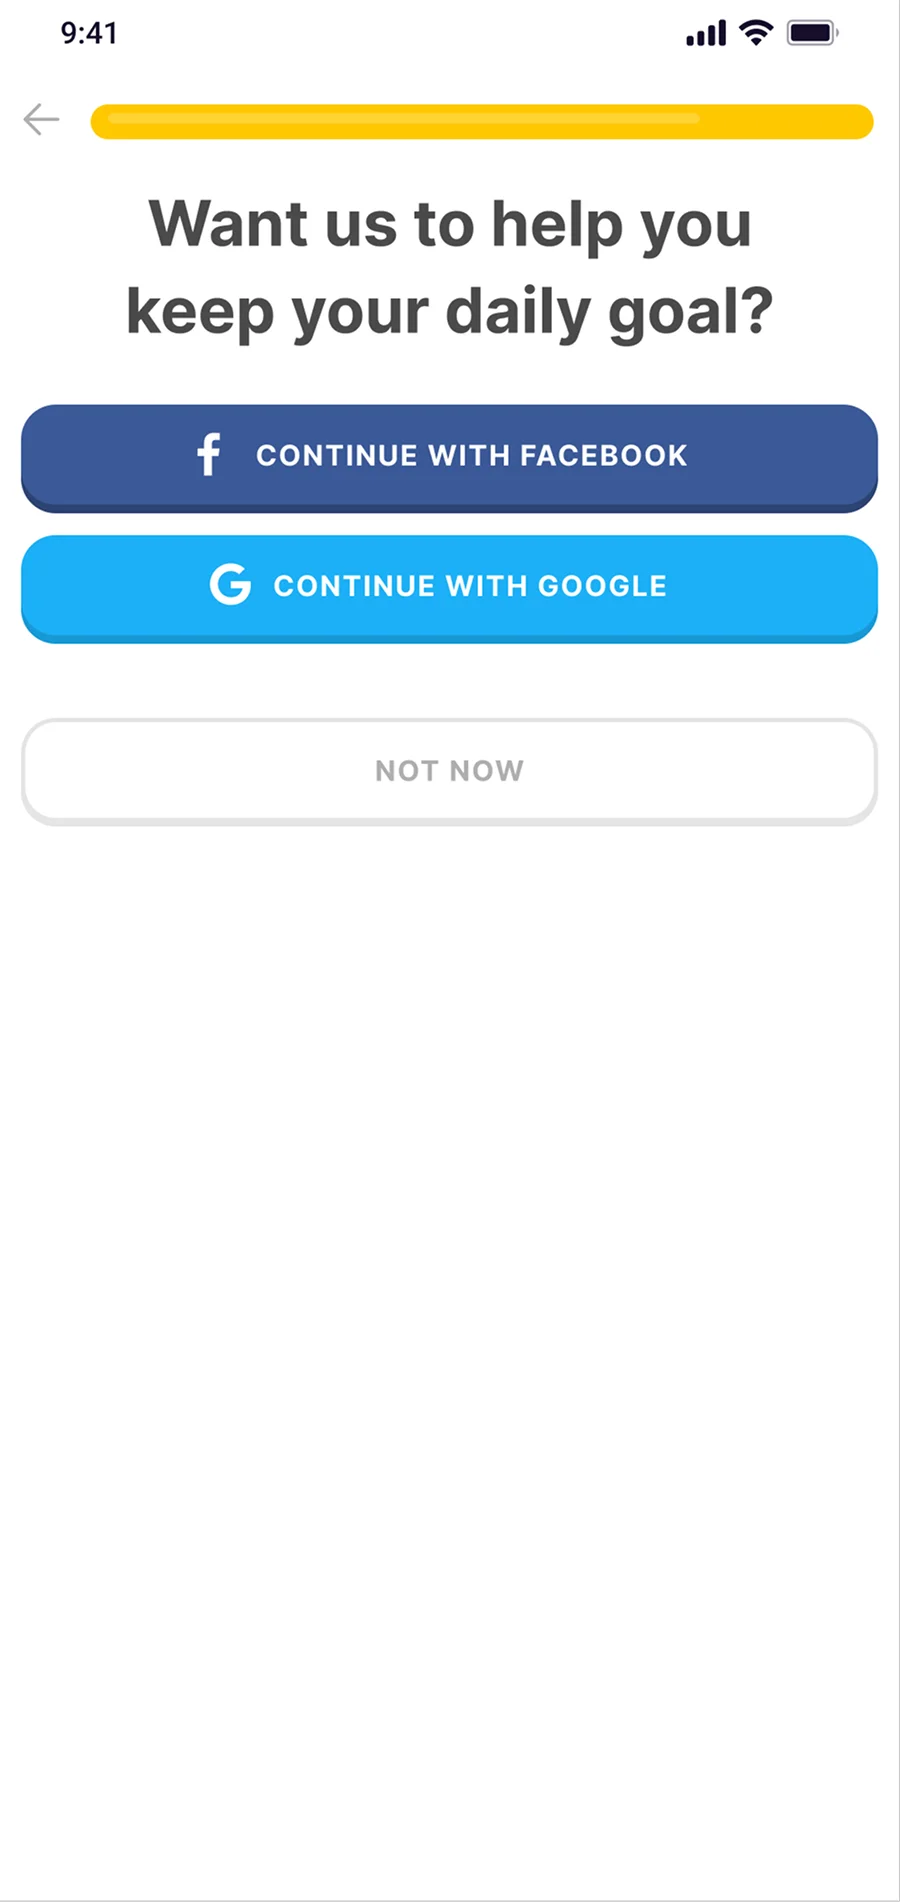 9:41
Want us to help you
keep your daily goal?
CONTINUE WITH FACEBOOK
CONTINUE WITH GOOGLE
NOT NOW